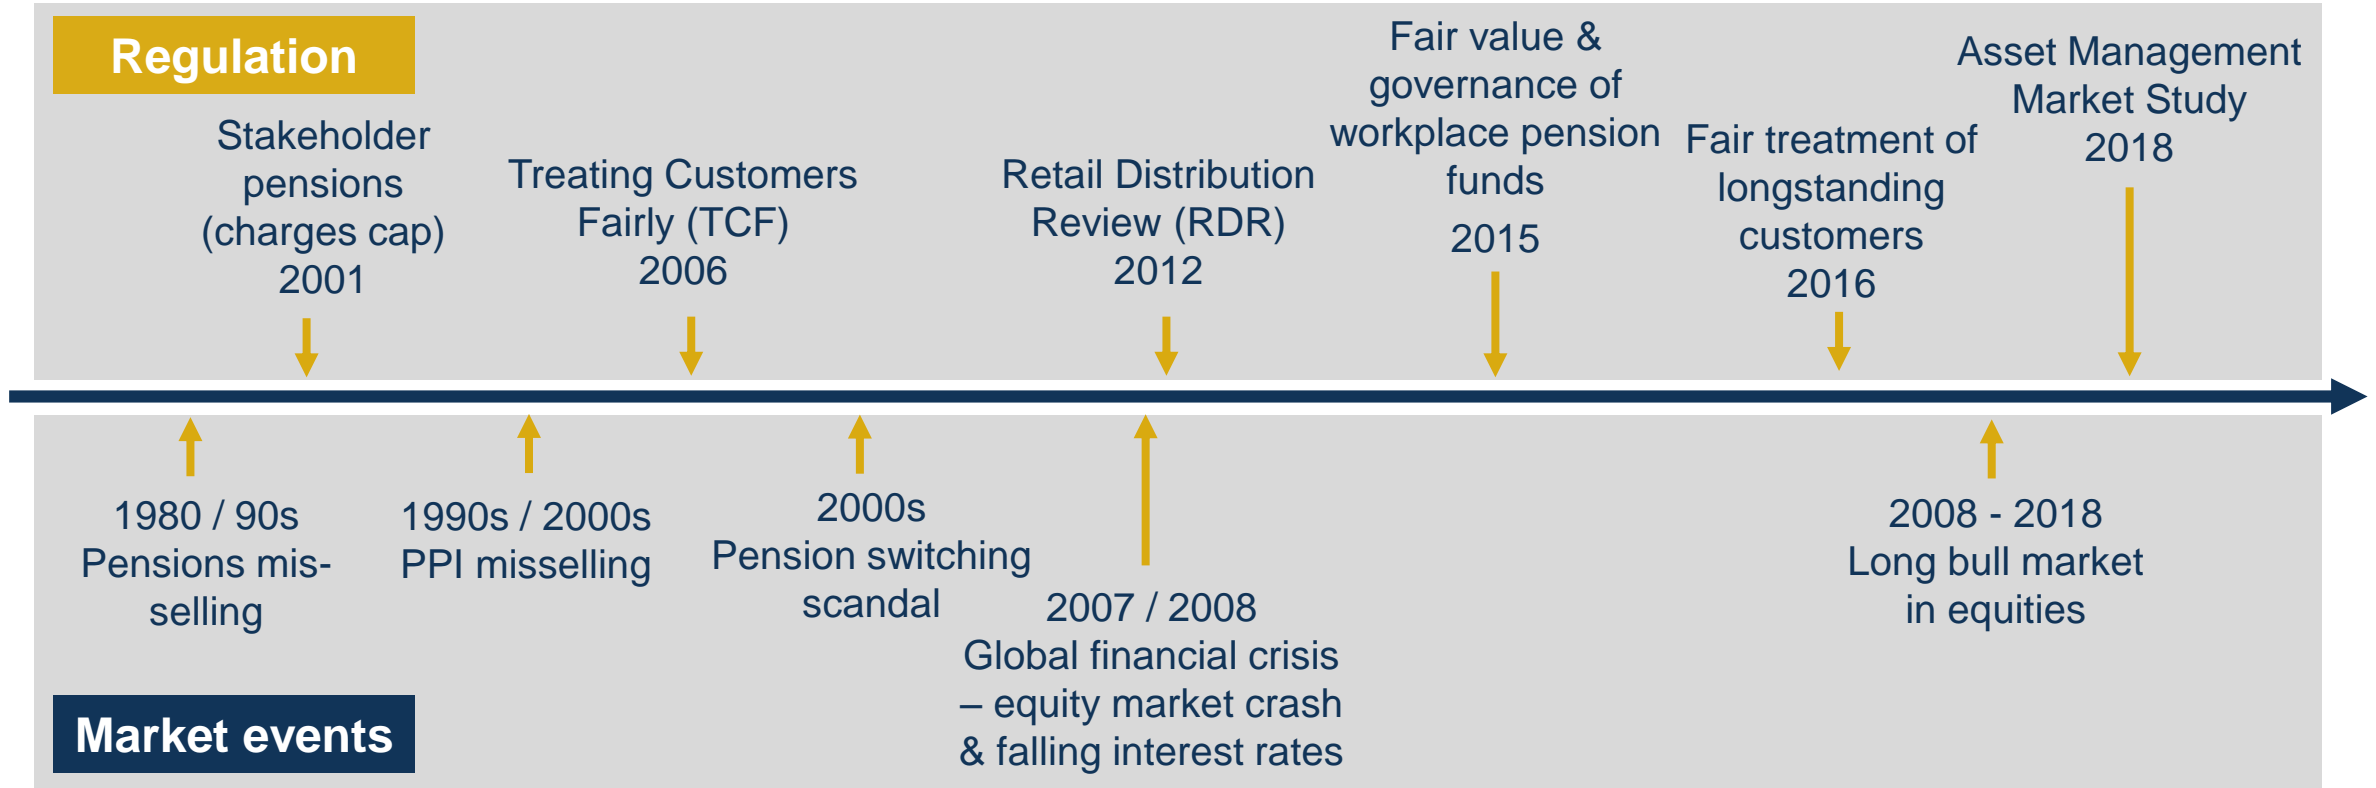 Regulation
Stakeholder
pensions
(charges cap)
2001
Treating Customers
Fairly (TCF)
2006
Retail Distribution
Review (RDR)
2012
Fair value &
governance of
workplace pension
funds
2015
Fair treatment of
longstanding
customers
2016
Asset Management
Market Study
2018
1980 / 90s
Pensions mis-
selling
1990s / 2000s
PPI misselling
2000s
Pension switching
scandal
2007 / 2008
Global financial crisis
– equity market crash
& falling interest rates
2008 - 2018
Long bull market
in equities
Market events